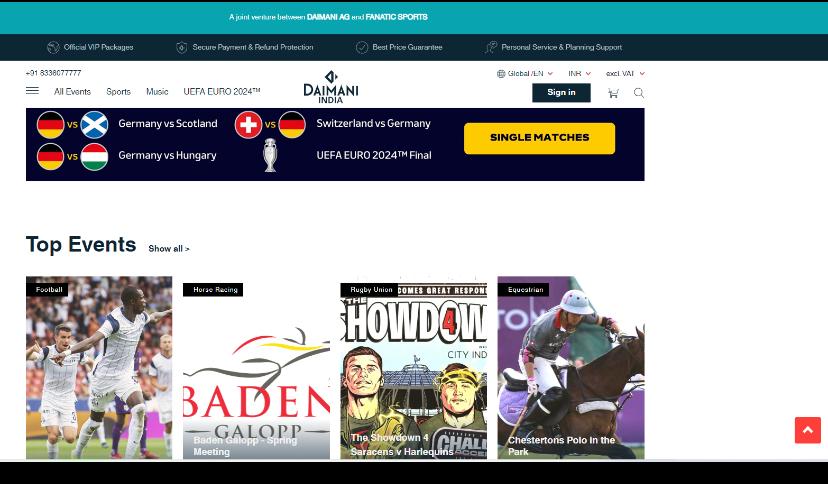 A joint venture between DAIMANI AG and FANATIC SPORTS
Official VIP Packages
Secure Payment & Refund Protection
Best Price Guarantee
Personal Service & Planning Support
+91 8336077777
Global /EN
INR
excl.VAT
All Events
Sports
Music
UEFA EURO 2024™
DAIMANI
INDIA
Sign in
VS
Germany vs Scotland
VS
Switzerland vs Germany
SINGLE MATCHES
VS
Germany vs Hungary
UEFA EURO 2024™ Final
Top Events
Show all >
Football
Horse Racing
BADEN
GALOPP
Baden Galopp - Spring
Meeting
Rugby Union
COMES GREAT RESPON
THE
SHOWDOWN
4
CITY IND
The Showdown 4
Saracens v Harlequins
CHALL
Equestrian
Chestertons Polo in the
Park